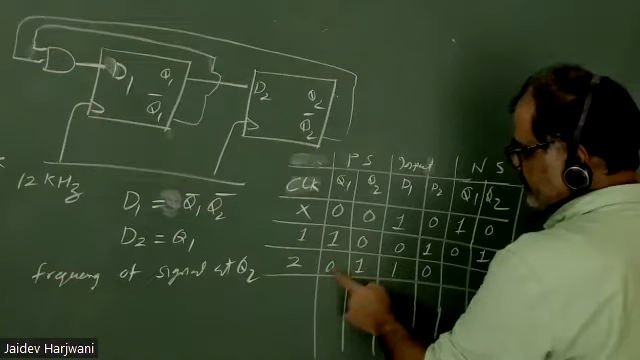 D₁ Q₁ Q̅₁
D₂ Q₂ Q̅₂
12 KHz
D₁ = Q̅₁ Q̅₂
D₂ = Q₁
frequency of signal at Q₂
PS Input NS
Clk Q₁ Q₂ D₁ D₂ Q₁ Q₂
X 0 0 1 0 1 0
1 1 0 0 1 0 1
2 0 1 1 0
Jaidev Harjwani